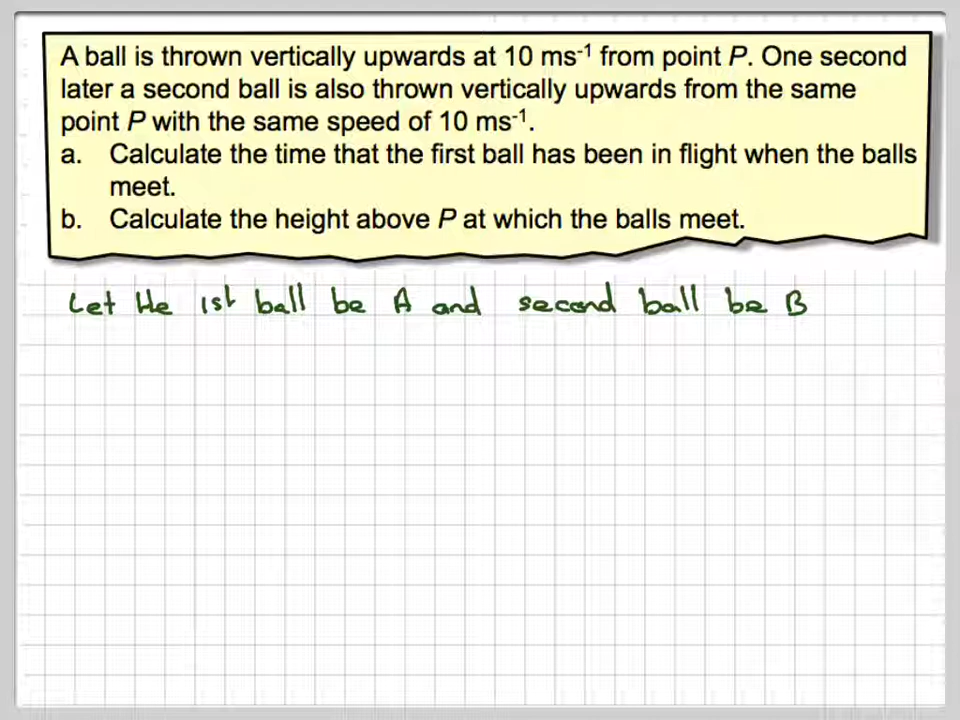 A ball is thrown vertically upwards at 10 ms⁻¹ from point P. One second
later a second ball is also thrown vertically upwards from the same
point P with the same speed of 10 ms⁻¹.
a. Calculate the time that the first ball has been in flight when the balls
meet.
b. Calculate the height above P at which the balls meet.
Let the 1st ball be A and second ball be B